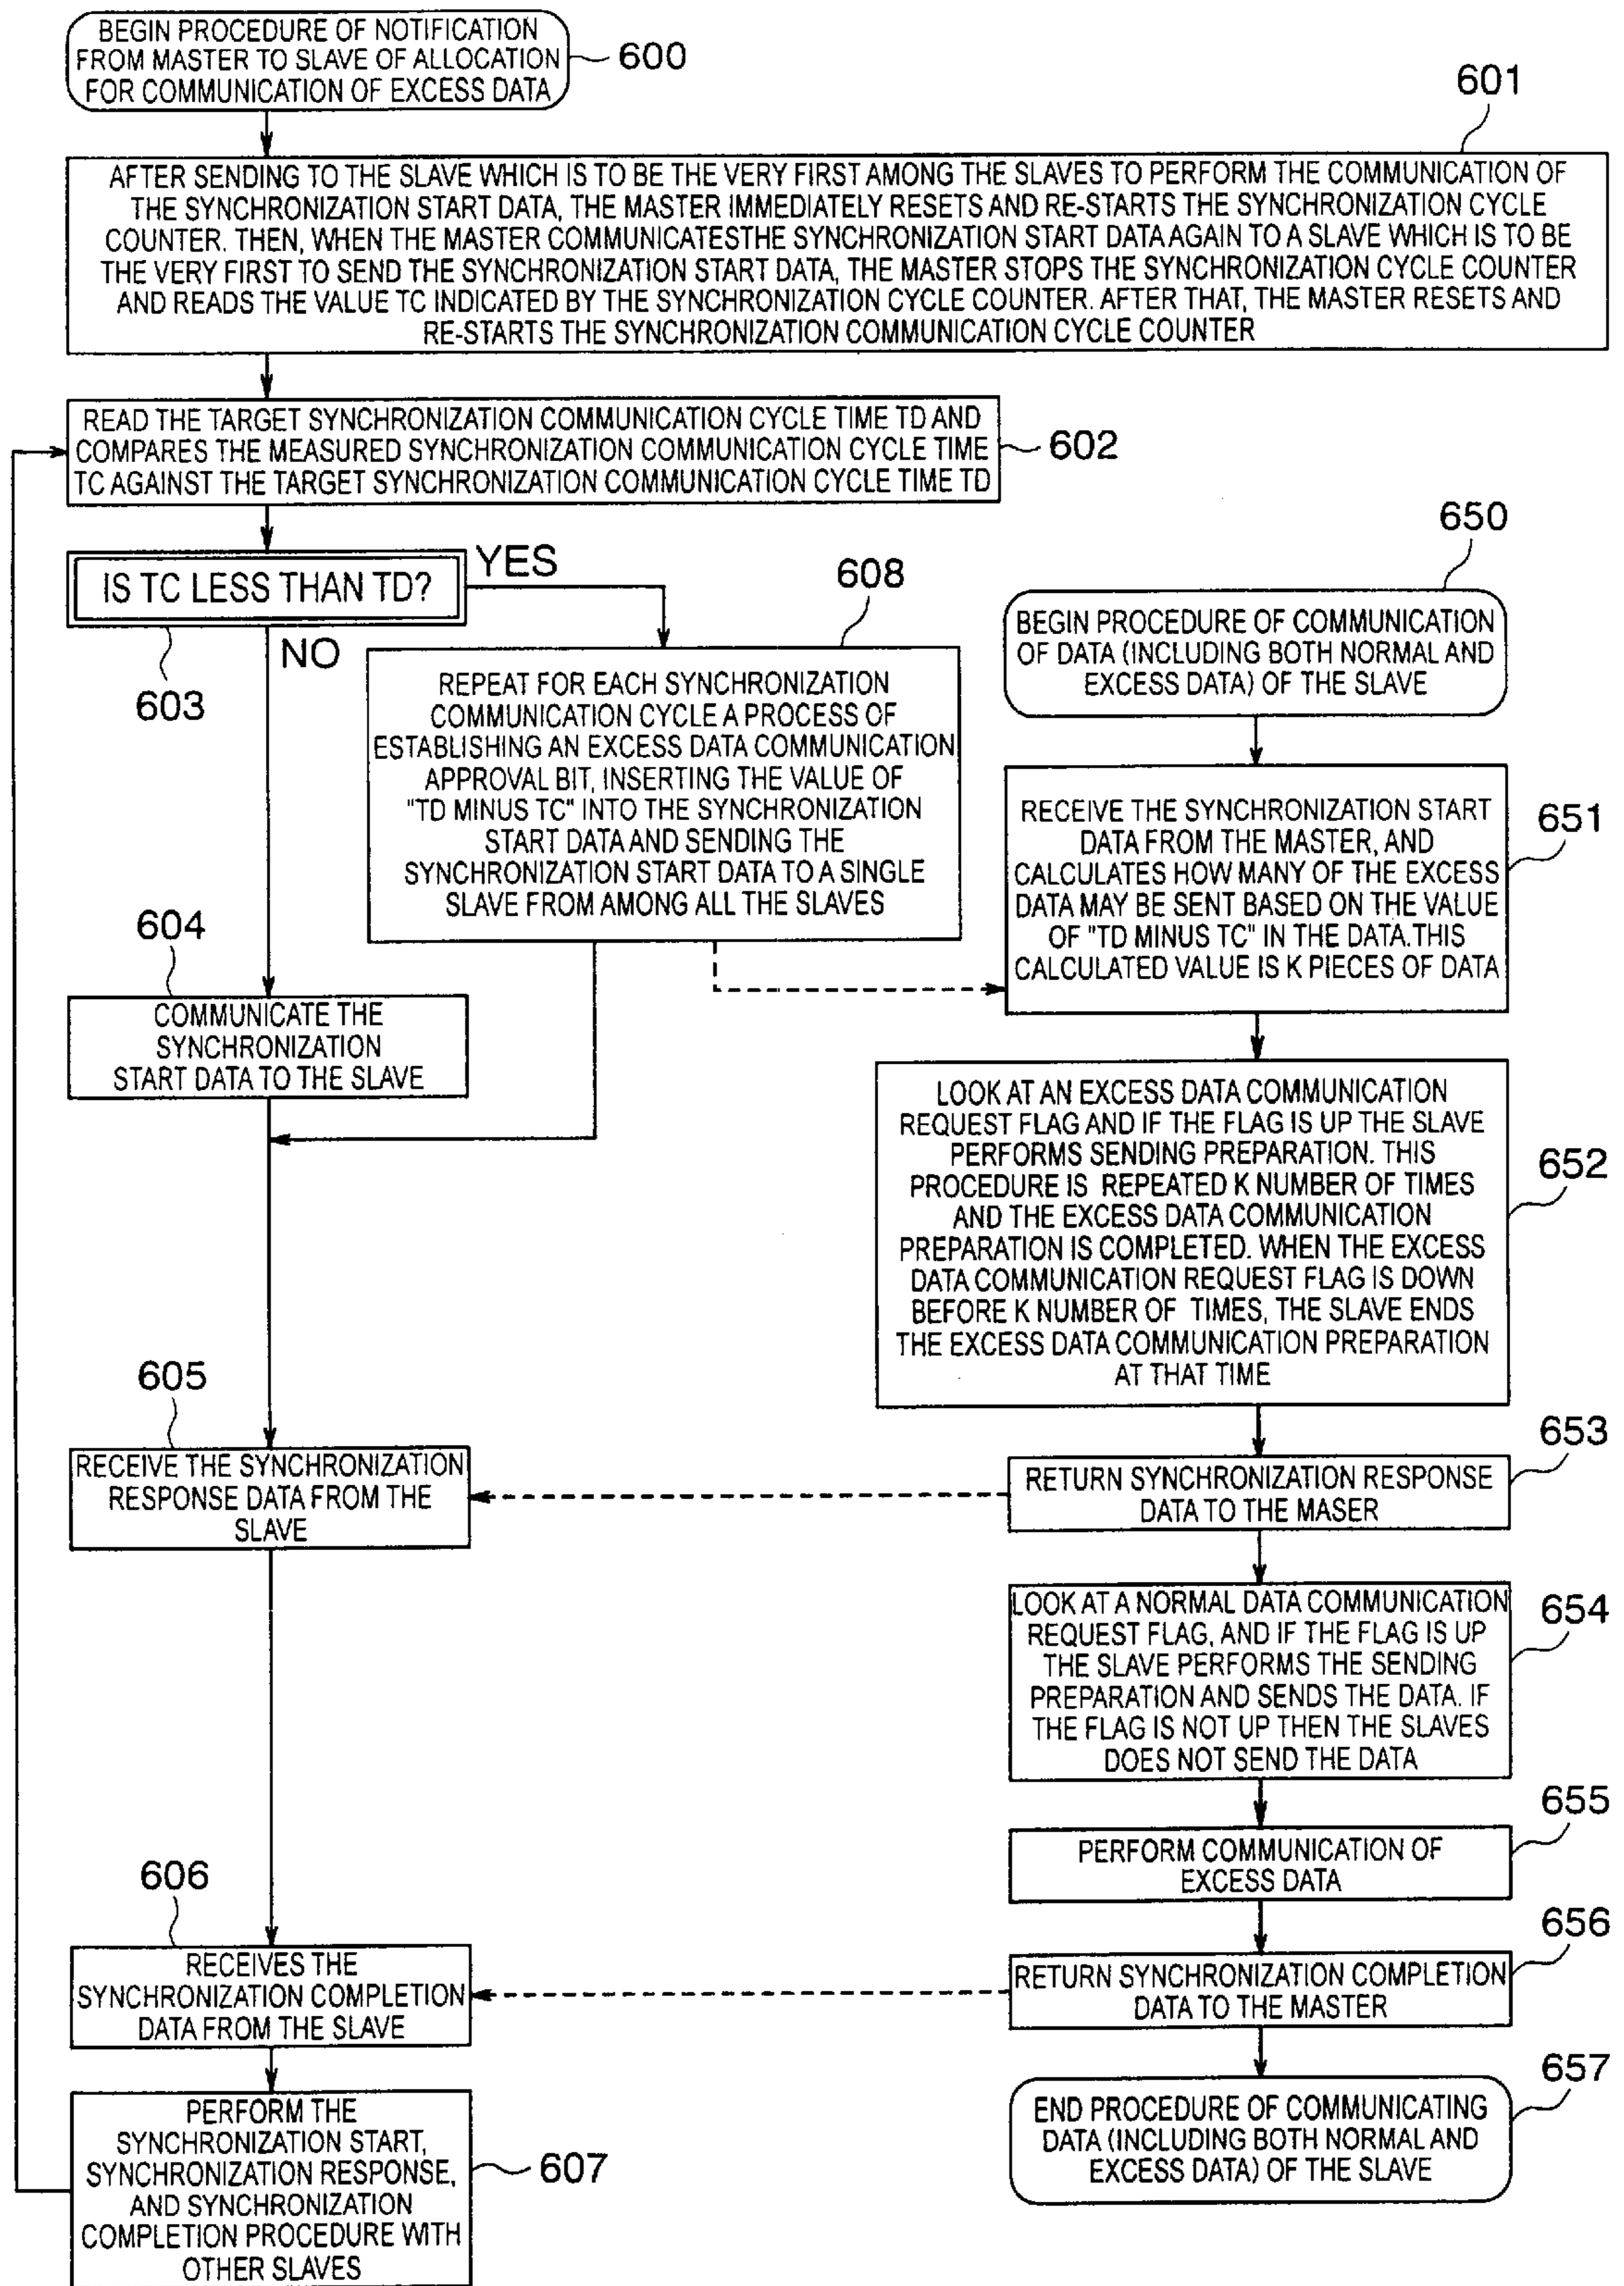 BEGIN PROCEDURE OF NOTIFICATION
FROM MASTER TO SLAVE OF ALLOCATION
FOR COMMUNICATION OF EXCESS DATA
600
601
AFTER SENDING TO THE SLAVE WHICH IS TO BE THE VERY FIRST AMONG THE SLAVES TO PERFORM THE COMMUNICATION OF
THE SYNCHRONIZATION START DATA, THE MASTER IMMEDIATELY RESETS AND RE-STARTS THE SYNCHRONIZATION CYCLE
COUNTER. THEN, WHEN THE MASTER COMMUNICATESTHE SYNCHRONIZATION START DATA AGAIN TO A SLAVE WHICH IS TO BE
THE VERY FIRST TO SEND THE SYNCHRONIZATION START DATA, THE MASTER STOPS THE SYNCHRONIZATION CYCLE COUNTER
AND READS THE VALUE TC INDICATED BY THE SYNCHRONIZATION CYCLE COUNTER. AFTER THAT, THE MASTER RESETS AND
RE-STARTS THE SYNCHRONIZATION COMMUNICATION CYCLE COUNTER
READ THE TARGET SYNCHRONIZATION COMMUNICATION CYCLE TIME TD AND
COMPARES THE MEASURED SYNCHRONIZATION COMMUNICATION CYCLE TIME
TC AGAINST THE TARGET SYNCHRONIZATION COMMUNICATION CYCLE TIME TD
602
IS TC LESS THAN TD?
YES
NO
603
608
REPEAT FOR EACH SYNCHRONIZATION
COMMUNICATION CYCLE A PROCESS OF
ESTABLISHING AN EXCESS DATA COMMUNICATION
APPROVAL BIT, INSERTING THE VALUE OF
"TD MINUS TC" INTO THE SYNCHRONIZATION
START DATA AND SENDING THE
SYNCHRONIZATION START DATA TO A SINGLE
SLAVE FROM AMONG ALL THE SLAVES
604
COMMUNICATE THE
SYNCHRONIZATION
START DATA TO THE SLAVE
605
RECEIVE THE SYNCHRONIZATION
RESPONSE DATA FROM THE
SLAVE
606
RECEIVES THE
SYNCHRONIZATION COMPLETION
DATA FROM THE SLAVE
PERFORM THE
SYNCHRONIZATION START,
SYNCHRONIZATION RESPONSE,
AND SYNCHRONIZATION
COMPLETION PROCEDURE WITH
OTHER SLAVES
607
650
BEGIN PROCEDURE OF COMMUNICATION
OF DATA (INCLUDING BOTH NORMAL AND
EXCESS DATA) OF THE SLAVE
RECEIVE THE SYNCHRONIZATION START
DATA FROM THE MASTER, AND
CALCULATES HOW MANY OF THE EXCESS
DATA MAY BE SENT BASED ON THE VALUE
OF "TD MINUS TC" IN THE DATA.THIS
CALCULATED VALUE IS K PIECES OF DATA
651
LOOK AT AN EXCESS DATA COMMUNICATION
REQUEST FLAG AND IF THE FLAG IS UP THE SLAVE
PERFORMS SENDING PREPARATION. THIS
PROCEDURE IS REPEATED K NUMBER OF TIMES
AND THE EXCESS DATA COMMUNICATION
PREPARATION IS COMPLETED. WHEN THE EXCESS
DATA COMMUNICATION REQUEST FLAG IS DOWN
BEFORE K NUMBER OF TIMES, THE SLAVE ENDS
THE EXCESS DATA COMMUNICATION PREPARATION
AT THAT TIME
652
RETURN SYNCHRONIZATION RESPONSE
DATA TO THE MASER
653
LOOK AT A NORMAL DATA COMMUNICATION
REQUEST FLAG, AND IF THE FLAG IS UP
THE SLAVE PERFORMS THE SENDING
PREPARATION AND SENDS THE DATA. IF
THE FLAG IS NOT UP THEN THE SLAVES
DOES NOT SEND THE DATA
654
PERFORM COMMUNICATION OF
EXCESS DATA
655
RETURN SYNCHRONIZATION COMPLETION
DATA TO THE MASTER
656
END PROCEDURE OF COMMUNICATING
DATA (INCLUDING BOTH NORMAL AND
EXCESS DATA) OF THE SLAVE
657